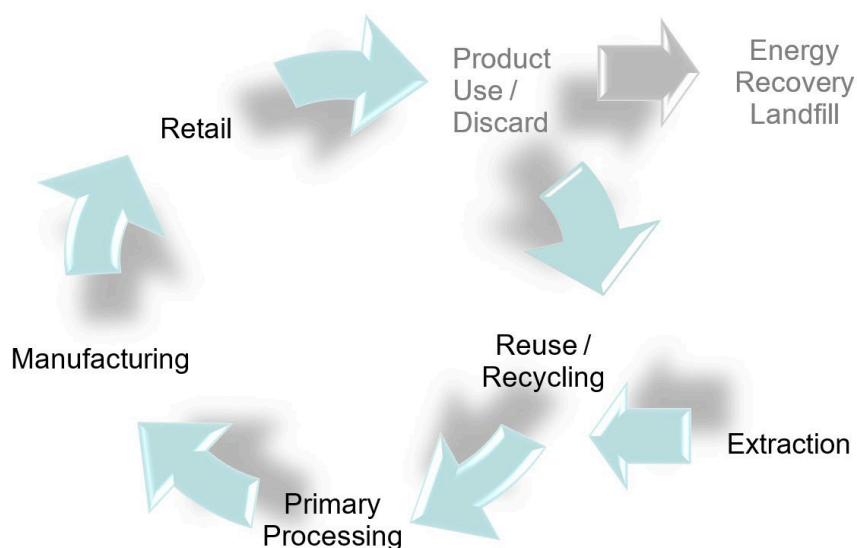 Product
Use /
Discard
Energy
Recovery
Landfill
Retail
Manufacturing
Reuse /
Recycling
Extraction
Primary
Processing